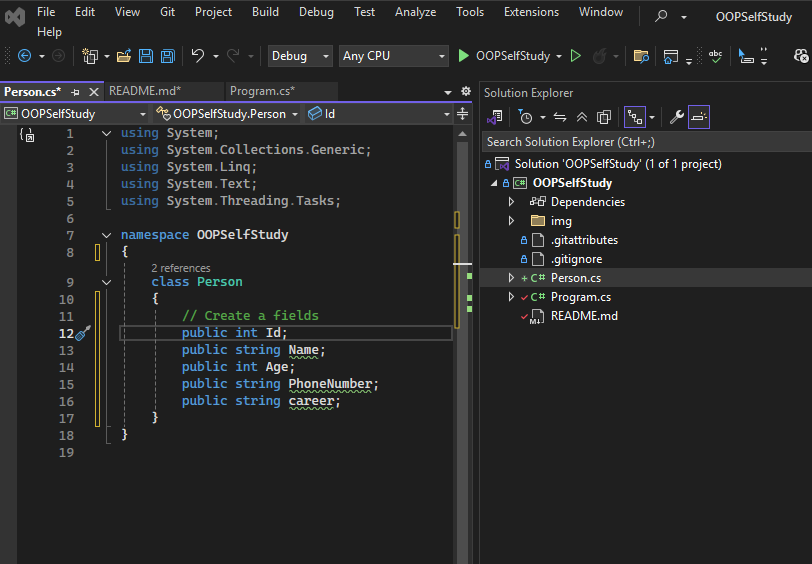 File Edit View Git Project Build Debug Test Analyze Tools Extensions Window OOPSelfStudy
Help
Debug Any CPU OOPSelfStudy
Person.cs* README.md* Program.cs*
C# OOPSelfStudy OOPSelfStudy.Person Id
1 using System;
2 using System.Collections.Generic;
3 using System.Linq;
4 using System.Text;
5 using System.Threading.Tasks;
6
7 namespace OOPSelfStudy
8 {
2 references
9 class Person
10 {
11 // Create a fields
12 public int Id;
13 public string Name;
14 public int Age;
15 public string PhoneNumber;
16 public string career;
17 }
18 }
19
Solution Explorer
Search Solution Explorer (Ctrl+;)
Solution 'OOPSelfStudy' (1 of 1 project)
C# OOPSelfStudy
Dependencies
img
.gitattributes
.gitignore
C# Person.cs
C# Program.cs
README.md